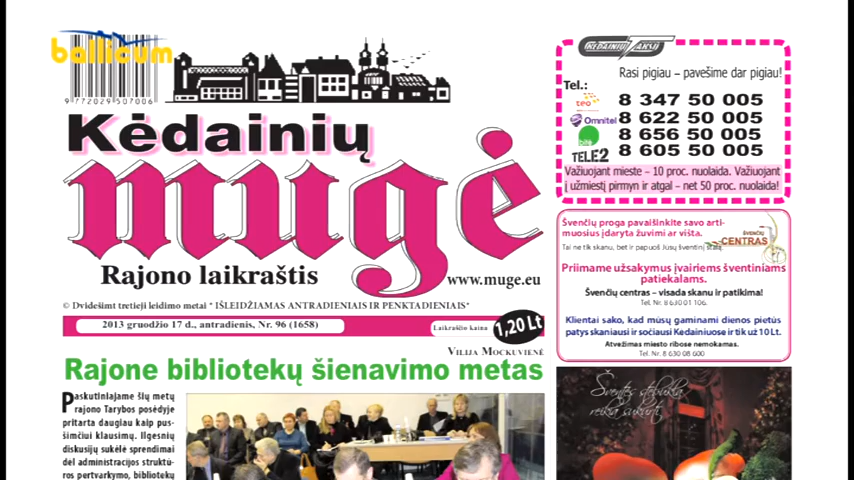 ballicum
9 772029 507006
Kėdainių
mugė
Rajono laikraštis
www.muge.eu
© Dvidešimt tretieji leidimo metai * IŠLEIDŽIAMAS ANTRADIENIAIS IR PENKTADIENIAIS*
2013 gruodžio 17 d., antradienis, Nr. 96 (1658)
Laikraščio kaina
1,20 Lt
VILIJA MOCKUVIENĖ
Rajone bibliotekų šienavimo metas
Paskutiniajame šių metų
rajono Tarybos posėdyje
pritarta daugiau kaip pus-
šimčiui klausimų. Ilgesnių
diskusijų sukėlė sprendimai
dėl administracijos struktū-
ros pertvarkymo, bibliotekų
KĖDAINIŲ TAKSI
Rasi pigiau – pavešime dar pigiau!
Tel.:
teo
8 347 50 005
Omnitel
8 622 50 005
bitė
8 656 50 005
TELE2
8 605 50 005
Važiuojant mieste – 10 proc. nuolaida. Važiuojant
į užmiestį pirmyn ir atgal – net 50 proc. nuolaida!
Švenčių proga pavaišinkite savo arti-
muosius įdaryta žuvimi ar višta.
Tai ne tik skanu, bet ir papuoš Jūsų šventinį stalą.
ŠVENČIŲ
CENTRAS
Priimame užsakymus įvairiems šventiniams
patiekalams.
Švenčių centras – visada skanu ir patikima!
Tel. Nr. 8 630 01 106.
Klientai sako, kad mūsų gaminami dienos pietūs
patys skaniausi ir sočiausi Kėdainiuose ir tik už 10 Lt.
Atvežimas miesto ribose nemokamas.
Tel. Nr. 8 630 08 600
Šventės stebuklą
reikia sukurti